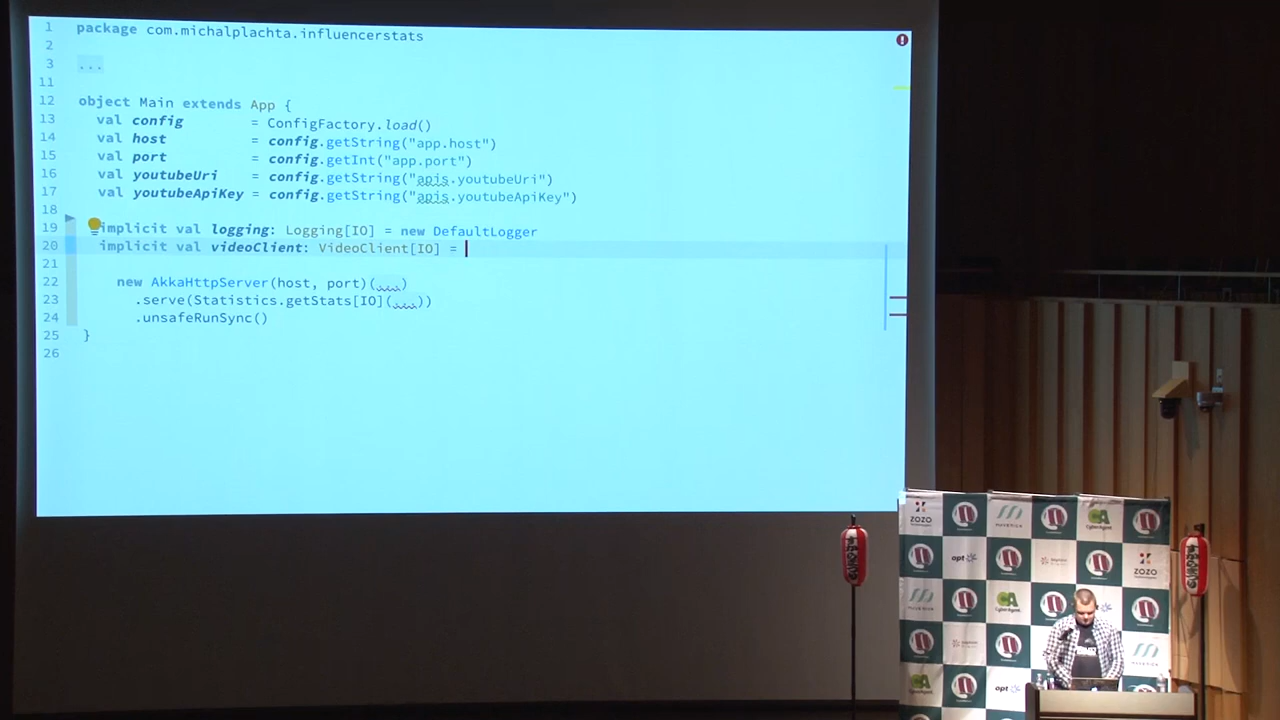 1 package com.michalplachta.influencerstats
2
3 ...
11
12 object Main extends App {
13 val config = ConfigFactory.load()
14 val host = config.getString("app.host")
15 val port = config.getInt("app.port")
16 val youtubeUri = config.getString("apis.youtubeUri")
17 val youtubeApiKey = config.getString("apis.youtubeApiKey")
18
19 implicit val logging: Logging[IO] = new DefaultLogger
20 implicit val videoClient: VideoClient[IO] =
21
22 new AkkaHttpServer(host, port)(...)
23 .serve(Statistics.getStats[IO](...))
24 .unsafeRunSync()
25 }
26
ZOZO
CA
CyberAgent
opt
ZOZO
CA
CyberAgent
opt